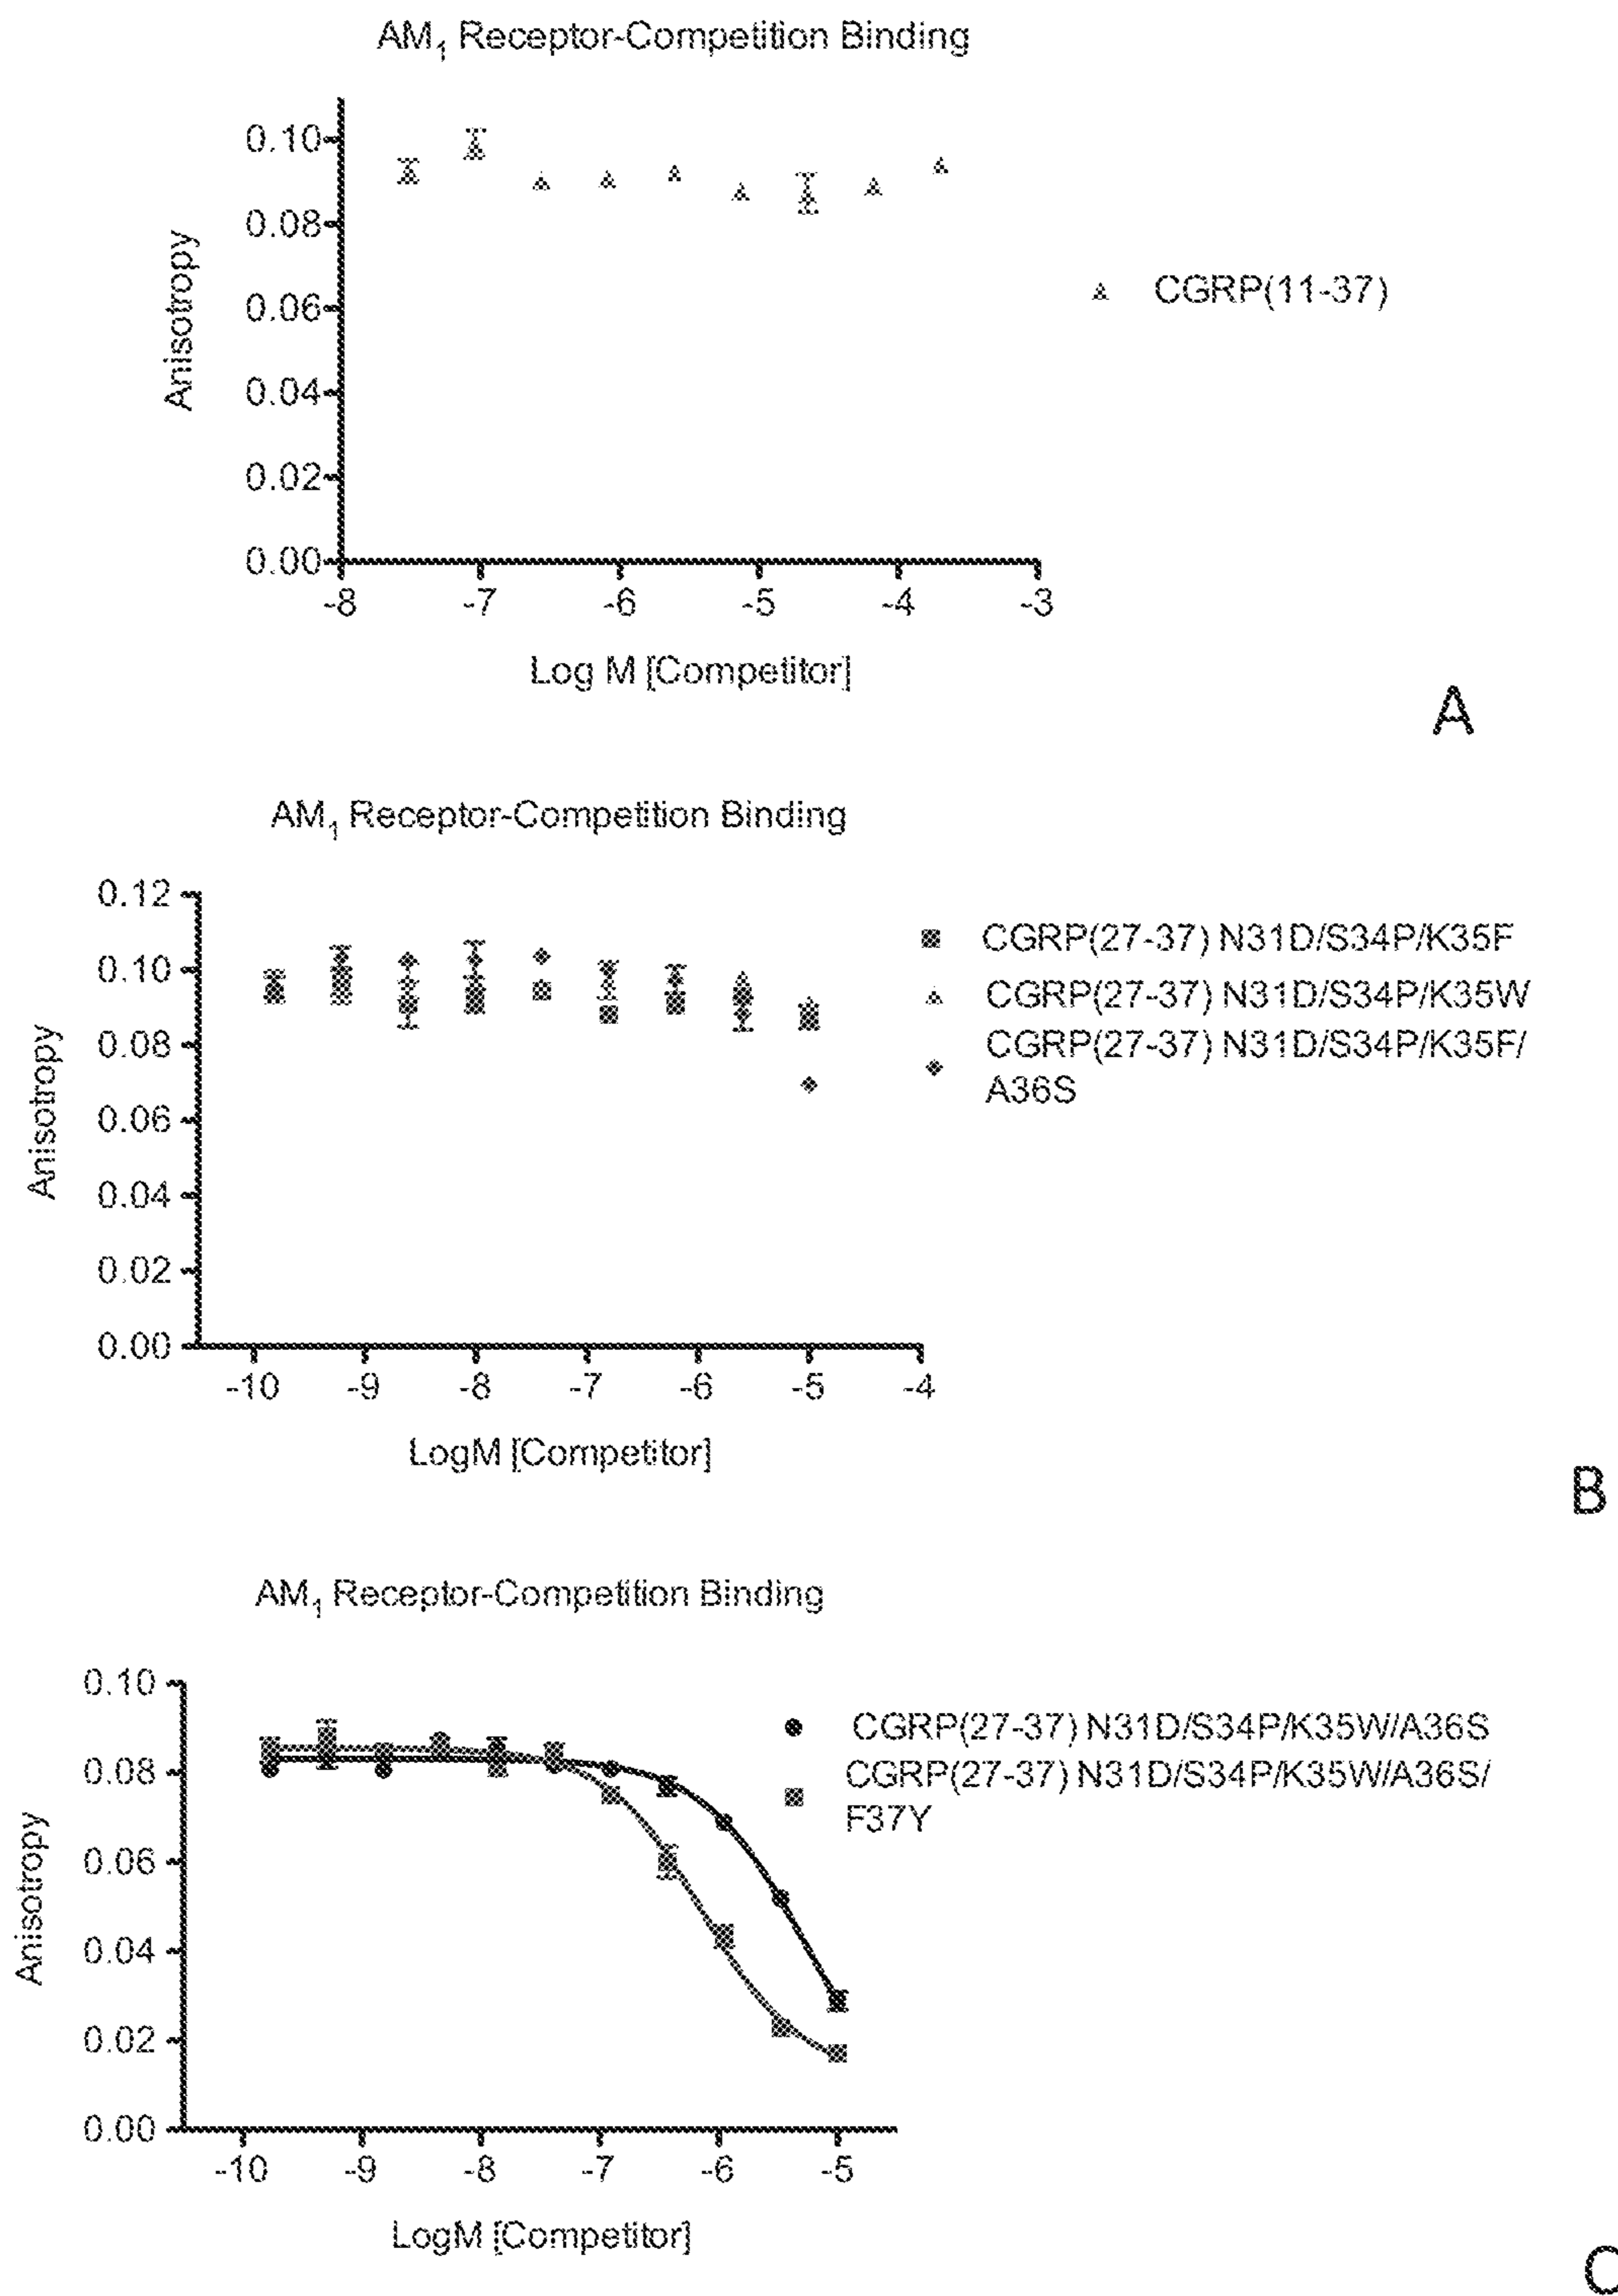 AM₁ Receptor-Competition Binding
0.10
0.08
0.06
0.04
0.02
0.00
Anisotropy
-8 -7 -6 -5 -4 -3
Log M [Competitor]
CGRP(11-37)
A
AM₁ Receptor-Competition Binding
0.12
0.10
0.08
0.06
0.04
0.02
0.00
Anisotropy
-10 -9 -8 -7 -6 -5 -4
LogM [Competitor]
CGRP(27-37) N31D/S34P/K35F
CGRP(27-37) N31D/S34P/K35W
CGRP(27-37) N31D/S34P/K35F/
A36S
B
AM₁ Receptor-Competition Binding
0.10
0.08
0.06
0.04
0.02
0.00
Anisotropy
-10 -9 -8 -7 -6 -5
LogM [Competitor]
CGRP(27-37) N31D/S34P/K35W/A36S
CGRP(27-37) N31D/S34P/K35W/A36S/
F37Y
C